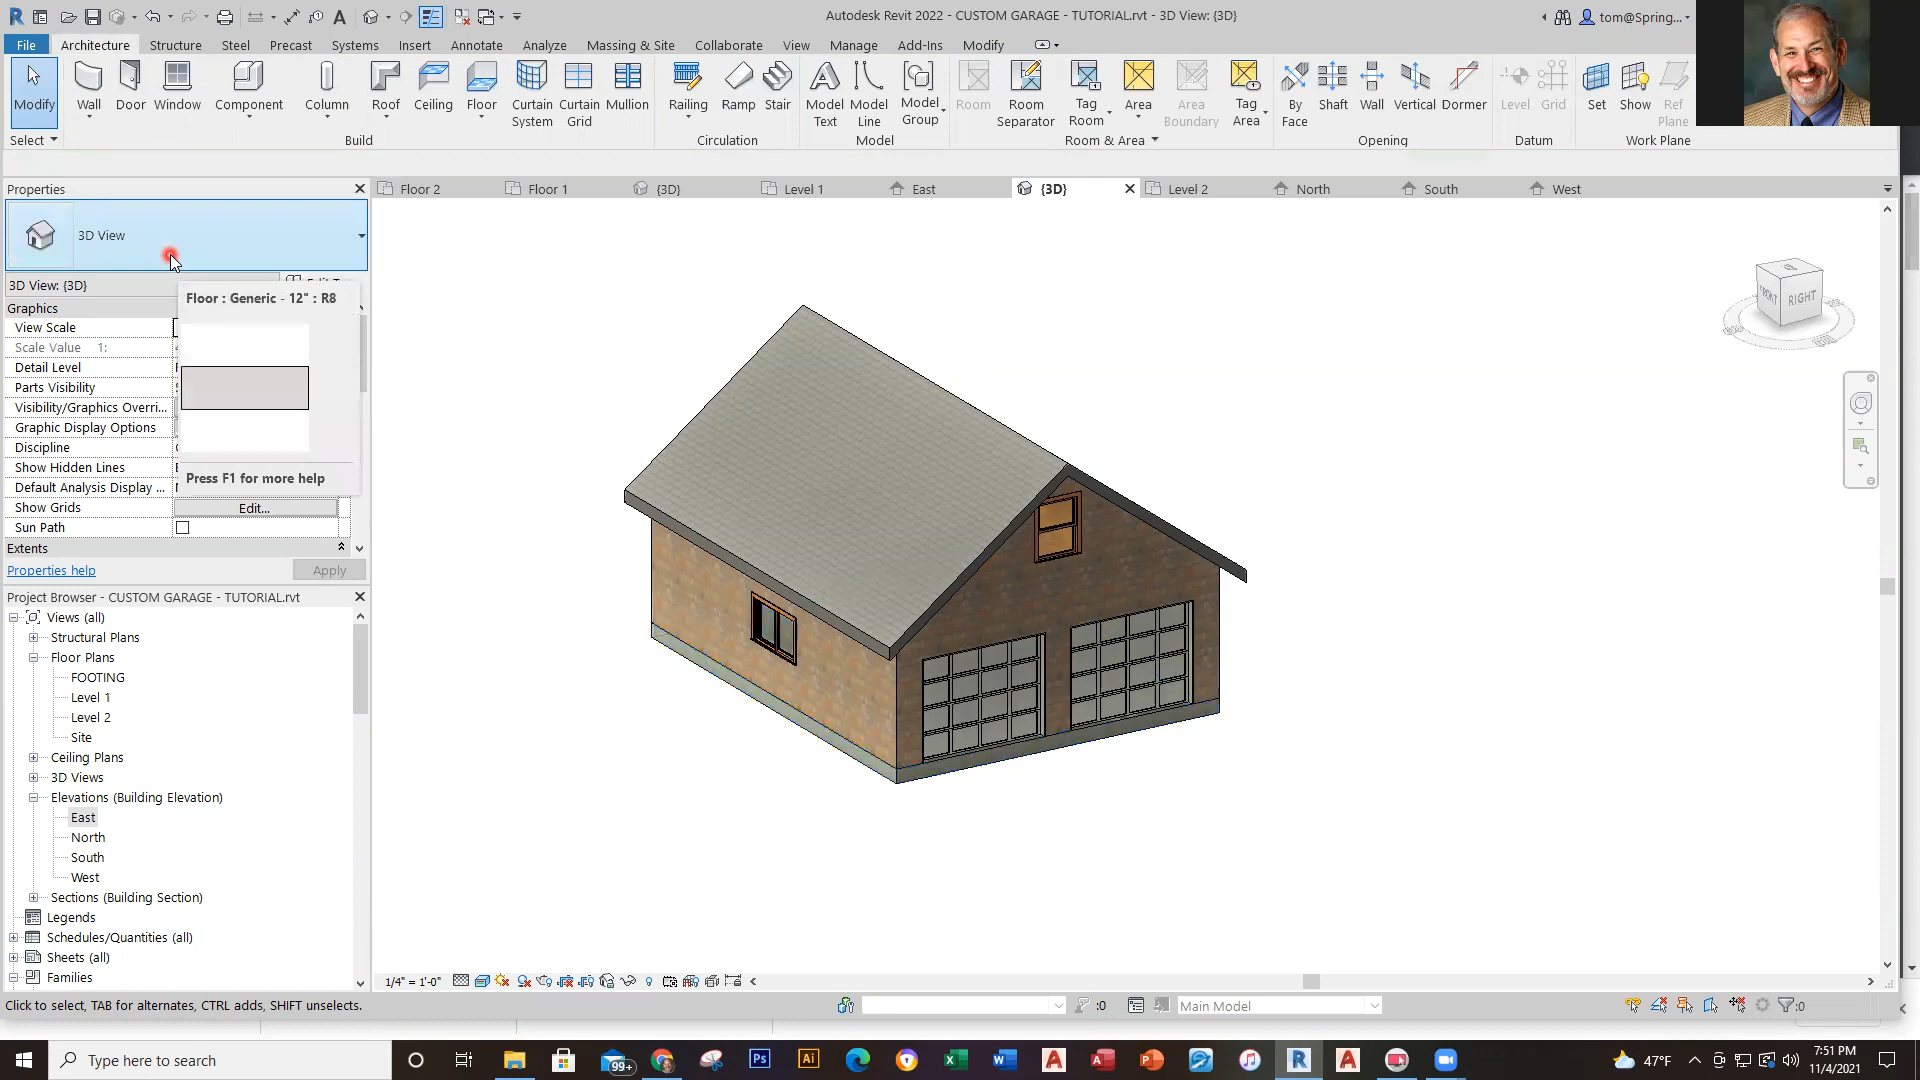 Autodesk Revit 2022 - CUSTOM GARAGE - TUTORIAL.rvt - 3D View: {3D}
tom@Spring...
File Architecture Structure Steel Precast Systems Insert Annotate Analyze Massing & Site Collaborate View Manage Add-Ins Modify
Modify Wall Door Window Component Column Roof Ceiling Floor Curtain System Curtain Grid Mullion Railing Ramp Stair Model Text Model Line Model Group Room Room Separator Tag Room Area Area Boundary Tag Area By Face Shaft Wall Vertical Dormer Level Grid Set Show Ref Plane
Select Build Circulation Model Room & Area Opening Datum Work Plane
Properties
Floor 2 Floor 1 {3D} Level 1 East {3D} Level 2 North South West
3D View
3D View: {3D}
Floor : Generic - 12" : R8
Graphics
View Scale
Scale Value 1:
Detail Level
Parts Visibility
Visibility/Graphics Overri...
Graphic Display Options
Discipline
Show Hidden Lines
Press F1 for more help
Default Analysis Display ...
Show Grids Edit...
Sun Path
Extents
Properties help Apply
FRONT RIGHT
Project Browser - CUSTOM GARAGE - TUTORIAL.rvt
Views (all)
Structural Plans
Floor Plans
FOOTING
Level 1
Level 2
Site
Ceiling Plans
3D Views
Elevations (Building Elevation)
East
North
South
West
Sections (Building Section)
Legends
Schedules/Quantities (all)
Sheets (all)
Families
1/4" = 1'-0"
Click to select, TAB for alternates, CTRL adds, SHIFT unselects.
:0 Main Model :0
Type here to search
99+
47°F
7:51 PM
11/4/2021